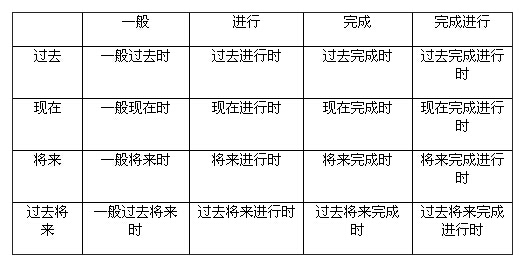 一般 进行 完成 完成进行
过去 一般过去时 过去进行时 过去完成时 过去完成进行
时
现在 一般现在时 现在进行时 现在完成时 现在完成进行
时
将来 一般将来时 将来进行时 将来完成时 将来完成进行
时
过去将 一般过去将来 过去将来进行时 过去将来完成 过去将来完成
来 时 时 进行时